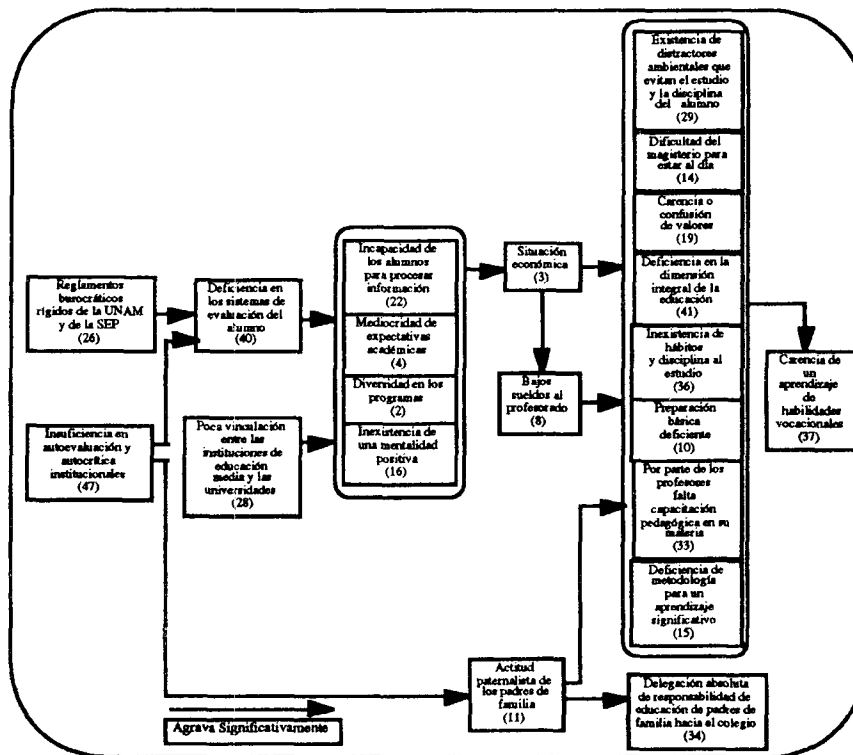 Existencia de
distractores
ambientales que
evitan el estudio
y la disciplina
del alumno
(29)
Dificultad del
magisterio para
estar al día
(14)
Carencia o
confusión
de valores
(19)
Deficiencia en la
dimensión
integral de la
educación
(41)
Inexistencia de
hábitos
y disciplina al
estudio
(36)
Preparación
básica
deficiente
(10)
Por parte de los
profesores
falta
capacitación
pedagógica en su
materia
(33)
Deficiencia de
metodología
para un
aprendizaje
significativo
(15)
Reglamentos
burocráticos
rígidos de la UNAM
y de la SEP
(26)
Deficiencia en
los sistemas de
evaluación del
alumno
(40)
Incapacidad de
los alumnos
para procesar
información
(22)
Mediocridad de
expectativas
académicas
(4)
Diversidad en los
programas
(2)
Inexistencia de
una mentalidad
positiva
(16)
Situación
económica
(3)
Bajos
sueldos al
profesorado
(8)
Carencia de
un
aprendizaje
de
habilidades
vocacionales
(37)
Insuficiencia en
autoevaluación y
autocrítica
institucionales
(47)
Poca vinculación
entre las
instituciones de
educación
media y las
universidades
(28)
Actitud
paternalista de
los padres de
familia
(11)
Delegación absoluta
de responsabilidad de
educación de padres de
familia hacia el colegio
(34)
Agrava Significativamente